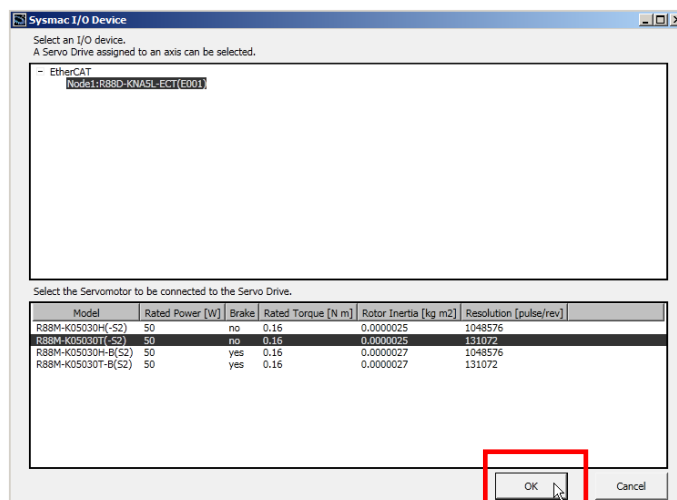 Sysmac I/O Device
Select an I/O device.
A Servo Drive assigned to an axis can be selected.
− EtherCAT
Node1:R88D-KNA5L-ECT(E001)
Select the Servomotor to be connected to the Servo Drive.
Model Rated Power [W] Brake Rated Torque [N m] Rotor Inertia [kg m2] Resolution [pulse/rev]
R88M-K05030H(-S2) 50 no 0.16 0.0000025 1048576
R88M-K05030T(-S2) 50 no 0.16 0.0000025 131072
R88M-K05030H-B(S2) 50 yes 0.16 0.0000027 1048576
R88M-K05030T-B(S2) 50 yes 0.16 0.0000027 131072
OK Cancel